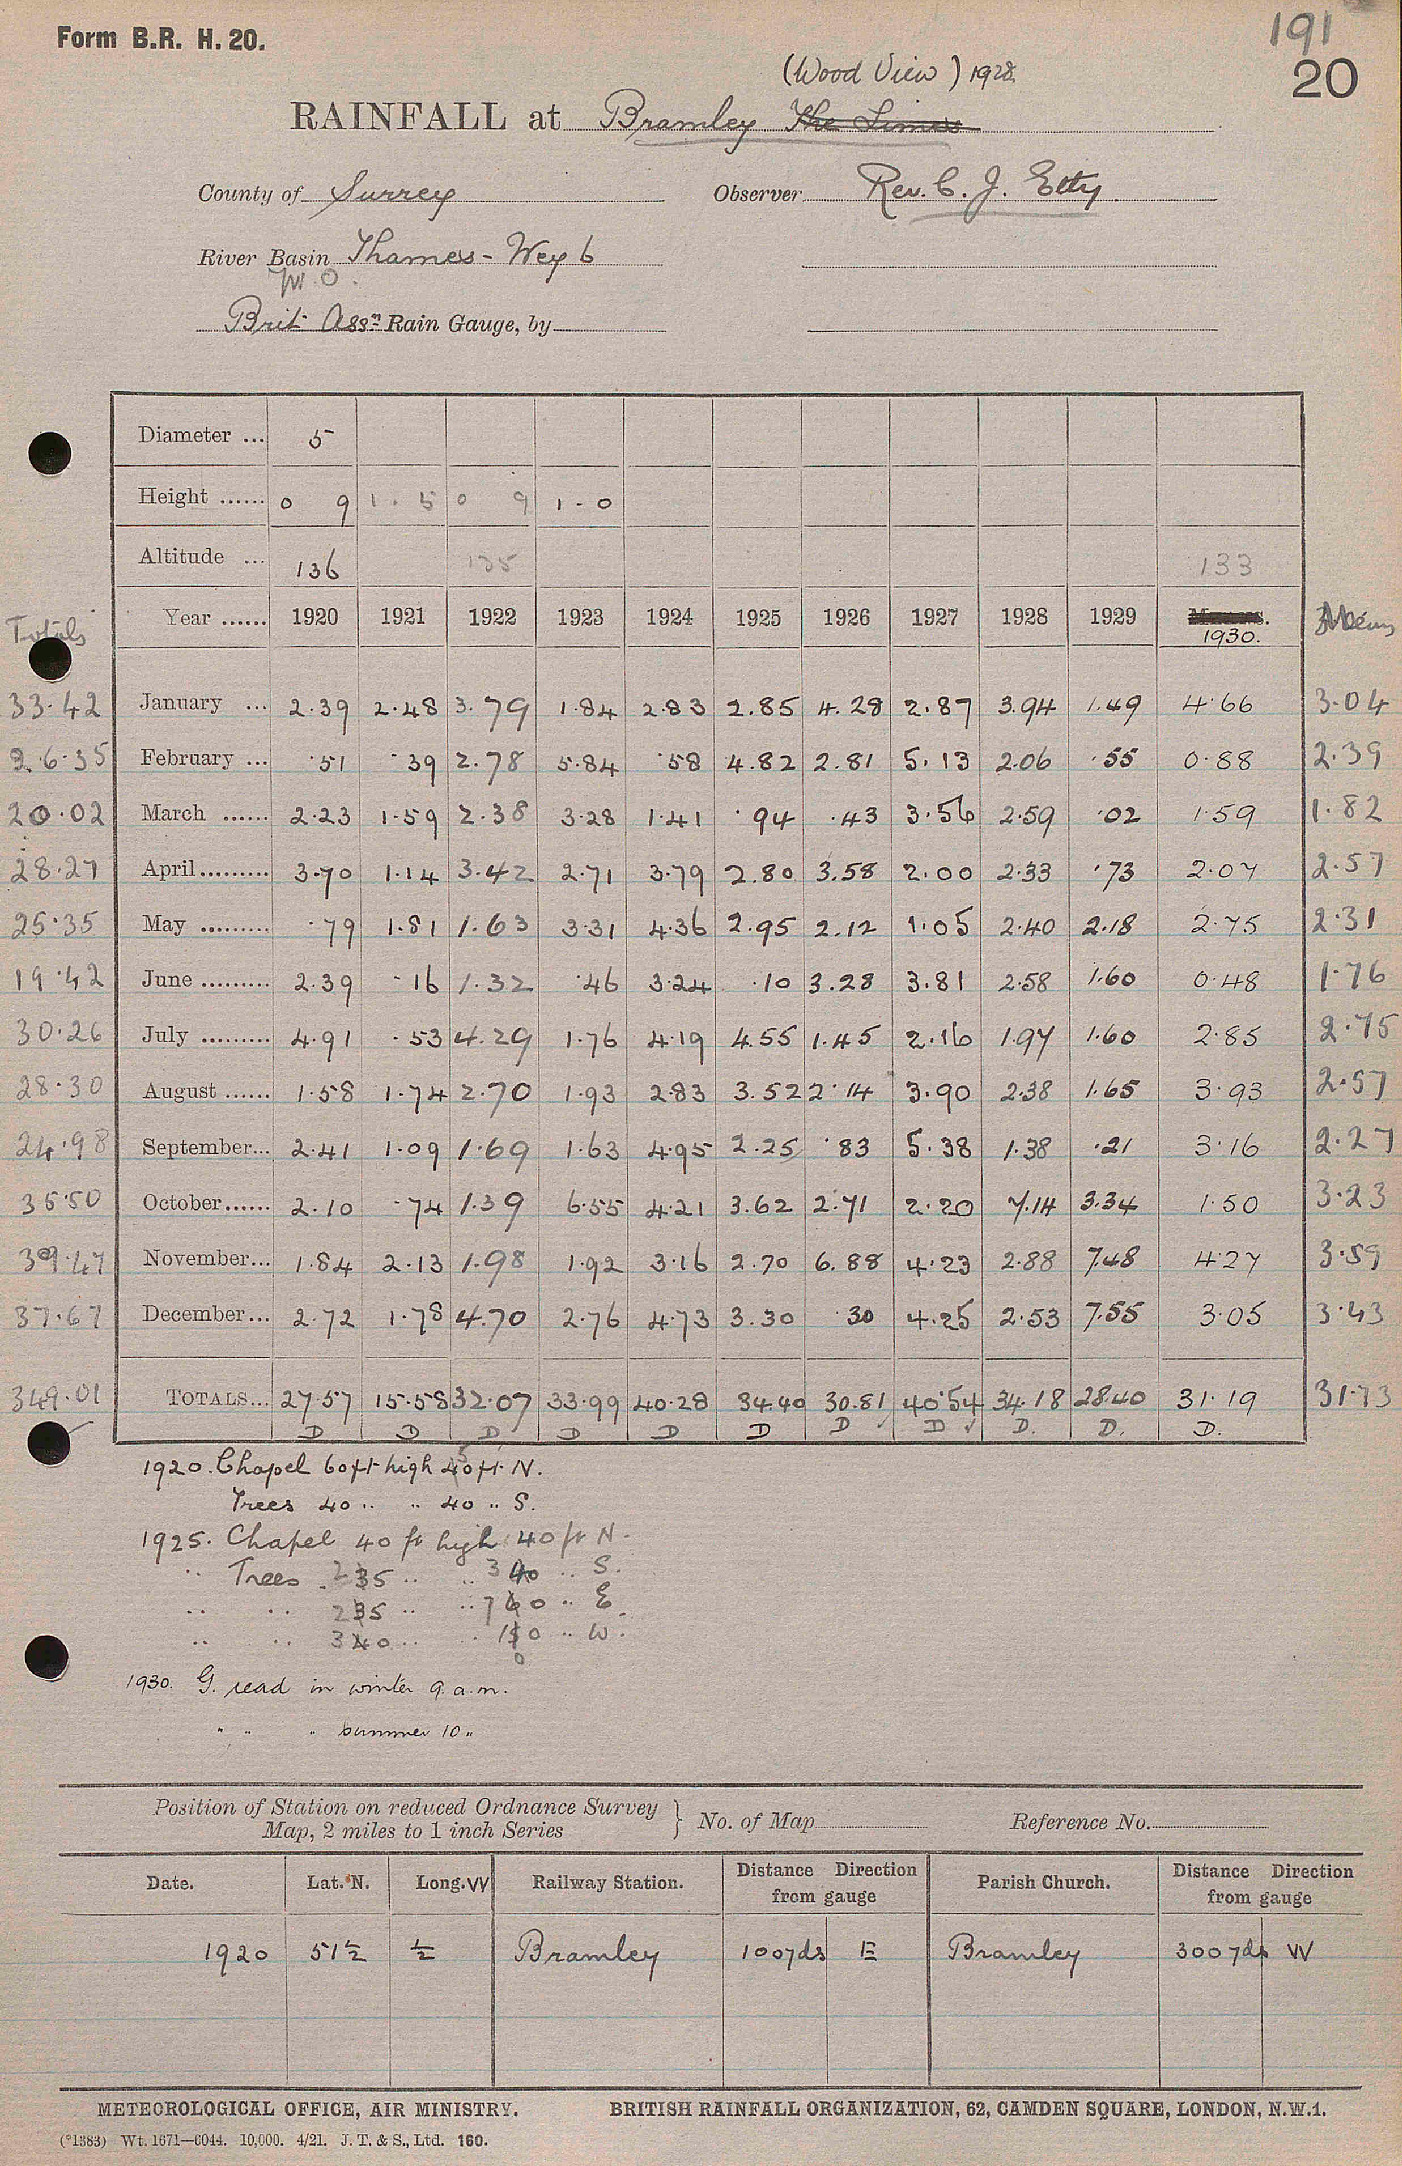 191
Form B.R. H. 20.
20
(Wood View) 1928.
RAINFALL at Bramley The Limes
County of Surrey Observer Rev. C. J. Etty
River Basin Thames - Wey b
M.O.
Brit Assn Rain Gauge, by
Diameter ... 5
Height ...... 0 9 1 . 5 0 9 1 - 0
Altitude ... 136 135 133
Totals Year ...... 1920 1921 1922 1923 1924 1925 1926 1927 1928 1929 1930. Means
33.42 January ... 2.39 2.48 3.79 1.84 2.83 2.85 4.28 2.87 3.94 1.49 4.66 3.04
26.35 February ... .51 .39 2.78 5.84 .58 4.82 2.81 5.13 2.06 .55 0.88 2.39
20.02 March ...... 2.23 1.59 2.38 3.28 1.41 .94 .43 3.56 2.59 .02 1.59 1.82
28.27 April ......... 3.70 1.14 3.42 2.71 3.79 2.80 3.58 2.00 2.33 .73 2.07 2.57
25.35 May ......... .79 1.81 1.63 3.31 4.36 2.95 2.12 1.05 2.40 2.18 2.75 2.31
19.42 June ......... 2.39 .16 1.32 .46 3.24 .10 3.28 3.81 2.58 1.60 0.48 1.76
30.26 July ......... 4.91 .53 4.29 1.76 4.19 4.55 1.45 2.16 1.97 1.60 2.85 2.75
28.30 August ...... 1.58 1.74 2.70 1.93 2.83 3.52 2.14 3.90 2.38 1.65 3.93 2.57
24.98 September... 2.41 1.09 1.69 1.63 4.95 2.25 .83 5.38 1.38 .21 3.16 2.27
35.50 October ...... 2.10 .74 1.39 6.55 4.21 3.62 2.71 2.20 7.14 3.34 1.50 3.23
39.47 November... 1.84 2.13 1.98 1.92 3.16 2.70 6.88 4.23 2.88 7.48 4.27 3.59
37.67 December... 2.72 1.78 4.70 2.76 4.73 3.30 .30 4.25 2.53 7.55 3.05 3.43
349.01 TOTALS... 27.57 15.58 32.07 33.99 40.28 34.40 30.81 40.54 34.18 28.40 31.19 31.73
D D D D D D D D D. D. D.
1920. Chapel 60ft high 40 ft. N.
Trees 40 .. .. 40 .. S.
1925. Chapel 40 ft high 40 ft N.
.. Trees 35 .. .. 40 .. S.
.. .. 235 .. .. 760 .. E.
.. .. 340 .. .. 150 .. W.
1930. G. read in winter 9 a.m.
" " " summer 10 "
Position of Station on reduced Ordnance Survey
Map, 2 miles to 1 inch Series } No. of Map Reference No.
Date. Lat. °N. Long. W Railway Station. Distance Direction from gauge Parish Church. Distance Direction from gauge
1920 51½ ½ Bramley 100yds E Bramley 300yds W
METEOROLOGICAL OFFICE, AIR MINISTRY. BRITISH RAINFALL ORGANIZATION, 62, CAMDEN SQUARE, LONDON, N.W.1.
(°1383) Wt. 1671—6044. 10,000. 4/21. J. T. & S., Ltd. 160.